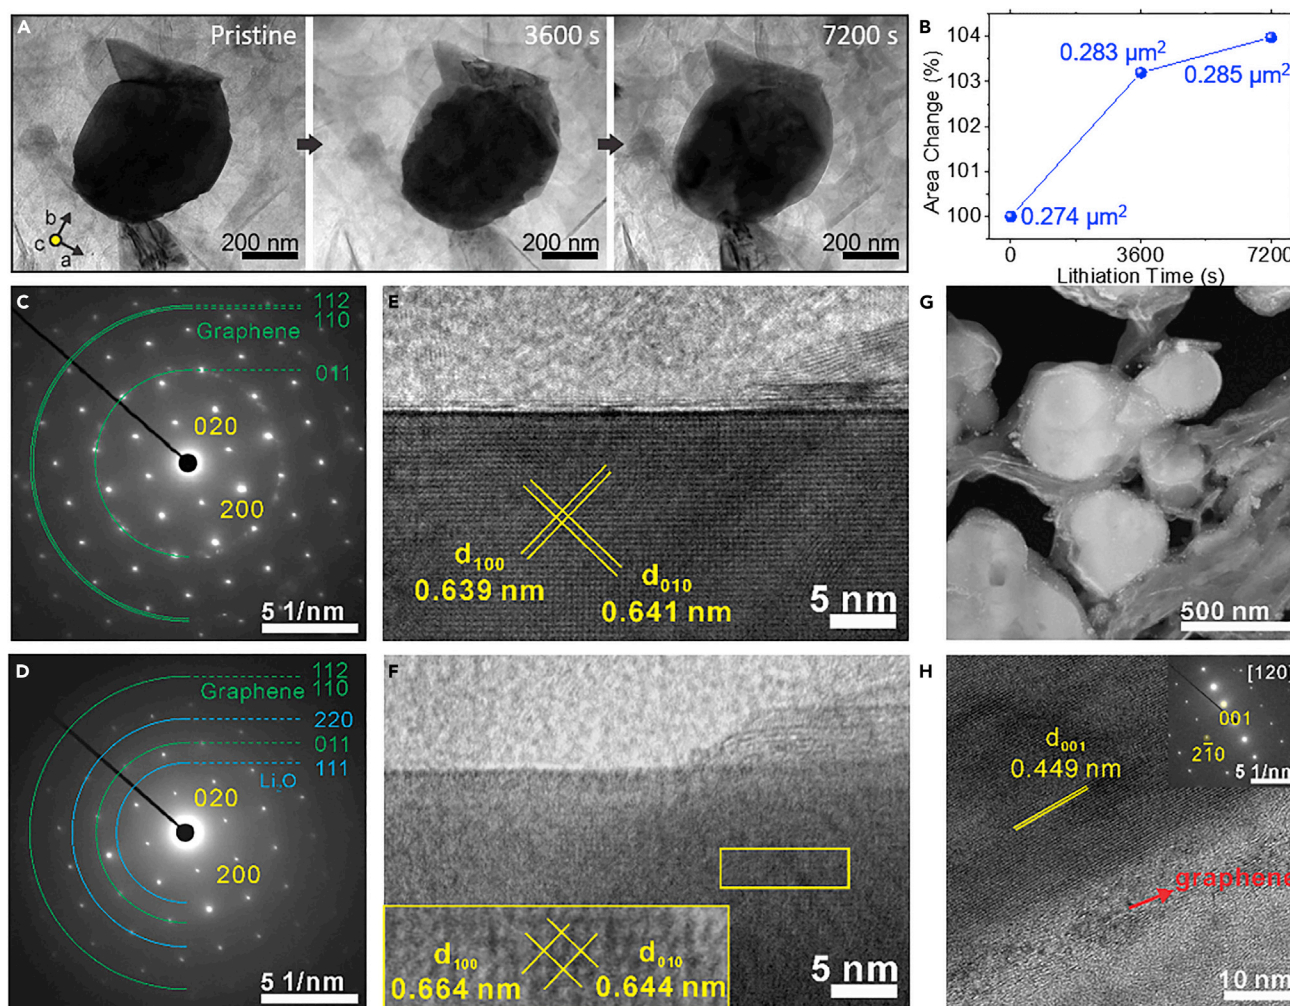 A
Pristine
3600 s
7200 s
b
c
a
200 nm
200 nm
200 nm
B
104
103
102
101
100
Area Change (%)
0.274 µm²
0.283 µm²
0.285 µm²
0
3600
7200
Lithiation Time (s)
C
112
110
Graphene
011
020
200
5 1/nm
E
d100
0.639 nm
d010
0.641 nm
5 nm
G
500 nm
D
112
110
Graphene
220
011
111
Li2O
020
200
5 1/nm
F
d100
0.664 nm
d010
0.644 nm
5 nm
H
[120]
001
21̄0
5 1/nm
d001
0.449 nm
graphene
10 nm